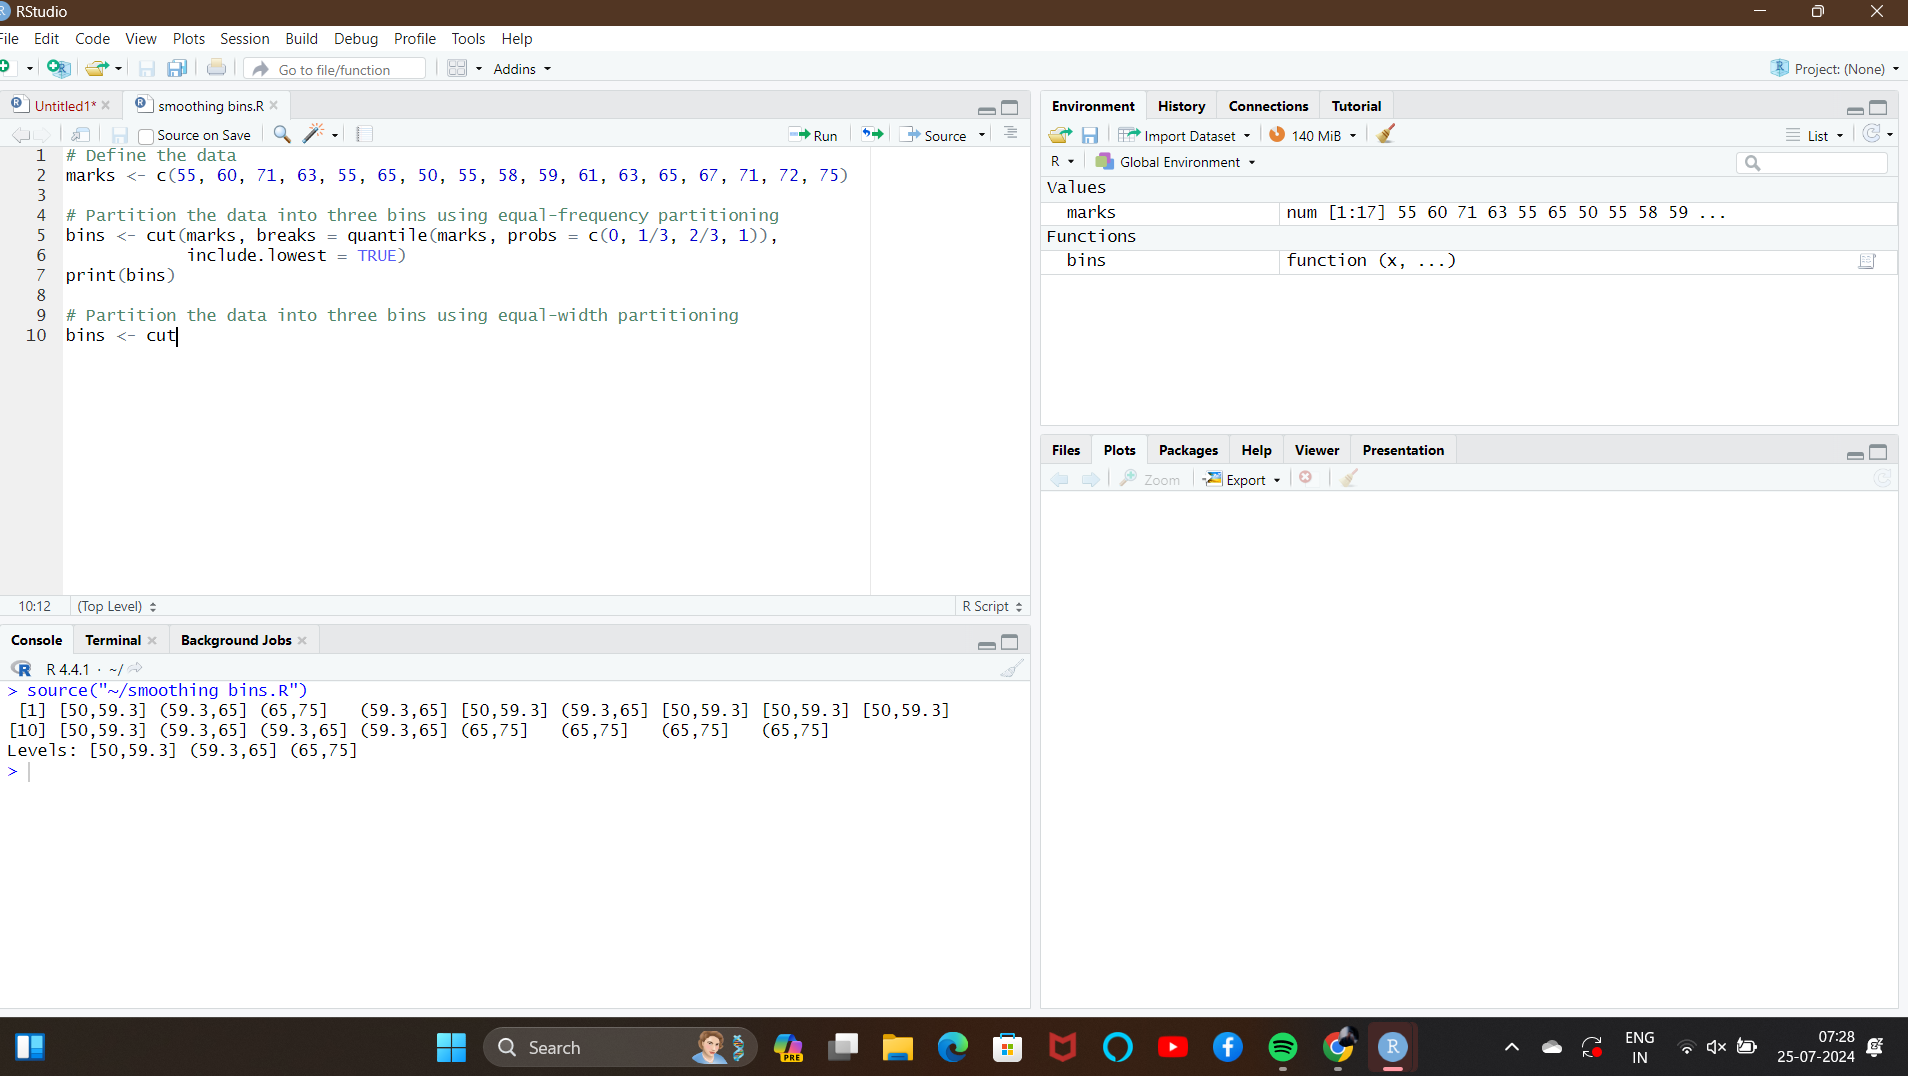 RStudio
File Edit Code View Plots Session Build Debug Profile Tools Help
Go to file/function Addins Project: (None)
Untitled1* smoothing bins.R
Source on Save Run Source
1 # Define the data
2 marks <- c(55, 60, 71, 63, 55, 65, 50, 55, 58, 59, 61, 63, 65, 67, 71, 72, 75)
3
4 # Partition the data into three bins using equal-frequency partitioning
5 bins <- cut(marks, breaks = quantile(marks, probs = c(0, 1/3, 2/3, 1)),
6 include.lowest = TRUE)
7 print(bins)
8
9 # Partition the data into three bins using equal-width partitioning
10 bins <- cut
10:12 (Top Level) R Script
Console Terminal Background Jobs
R 4.4.1 · ~/
> source("~/smoothing bins.R")
[1] [50,59.3] (59.3,65] (65,75] (59.3,65] [50,59.3] (59.3,65] [50,59.3] [50,59.3] [50,59.3]
[10] [50,59.3] (59.3,65] (59.3,65] (59.3,65] (65,75] (65,75] (65,75] (65,75]
Levels: [50,59.3] (59.3,65] (65,75]
>
Environment History Connections Tutorial
Import Dataset 140 MiB List
R Global Environment
Values
marks num [1:17] 55 60 71 63 55 65 50 55 58 59 ...
Functions
bins function (x, ...)
Files Plots Packages Help Viewer Presentation
Zoom Export
Search PRE ENG 07:28
IN 25-07-2024